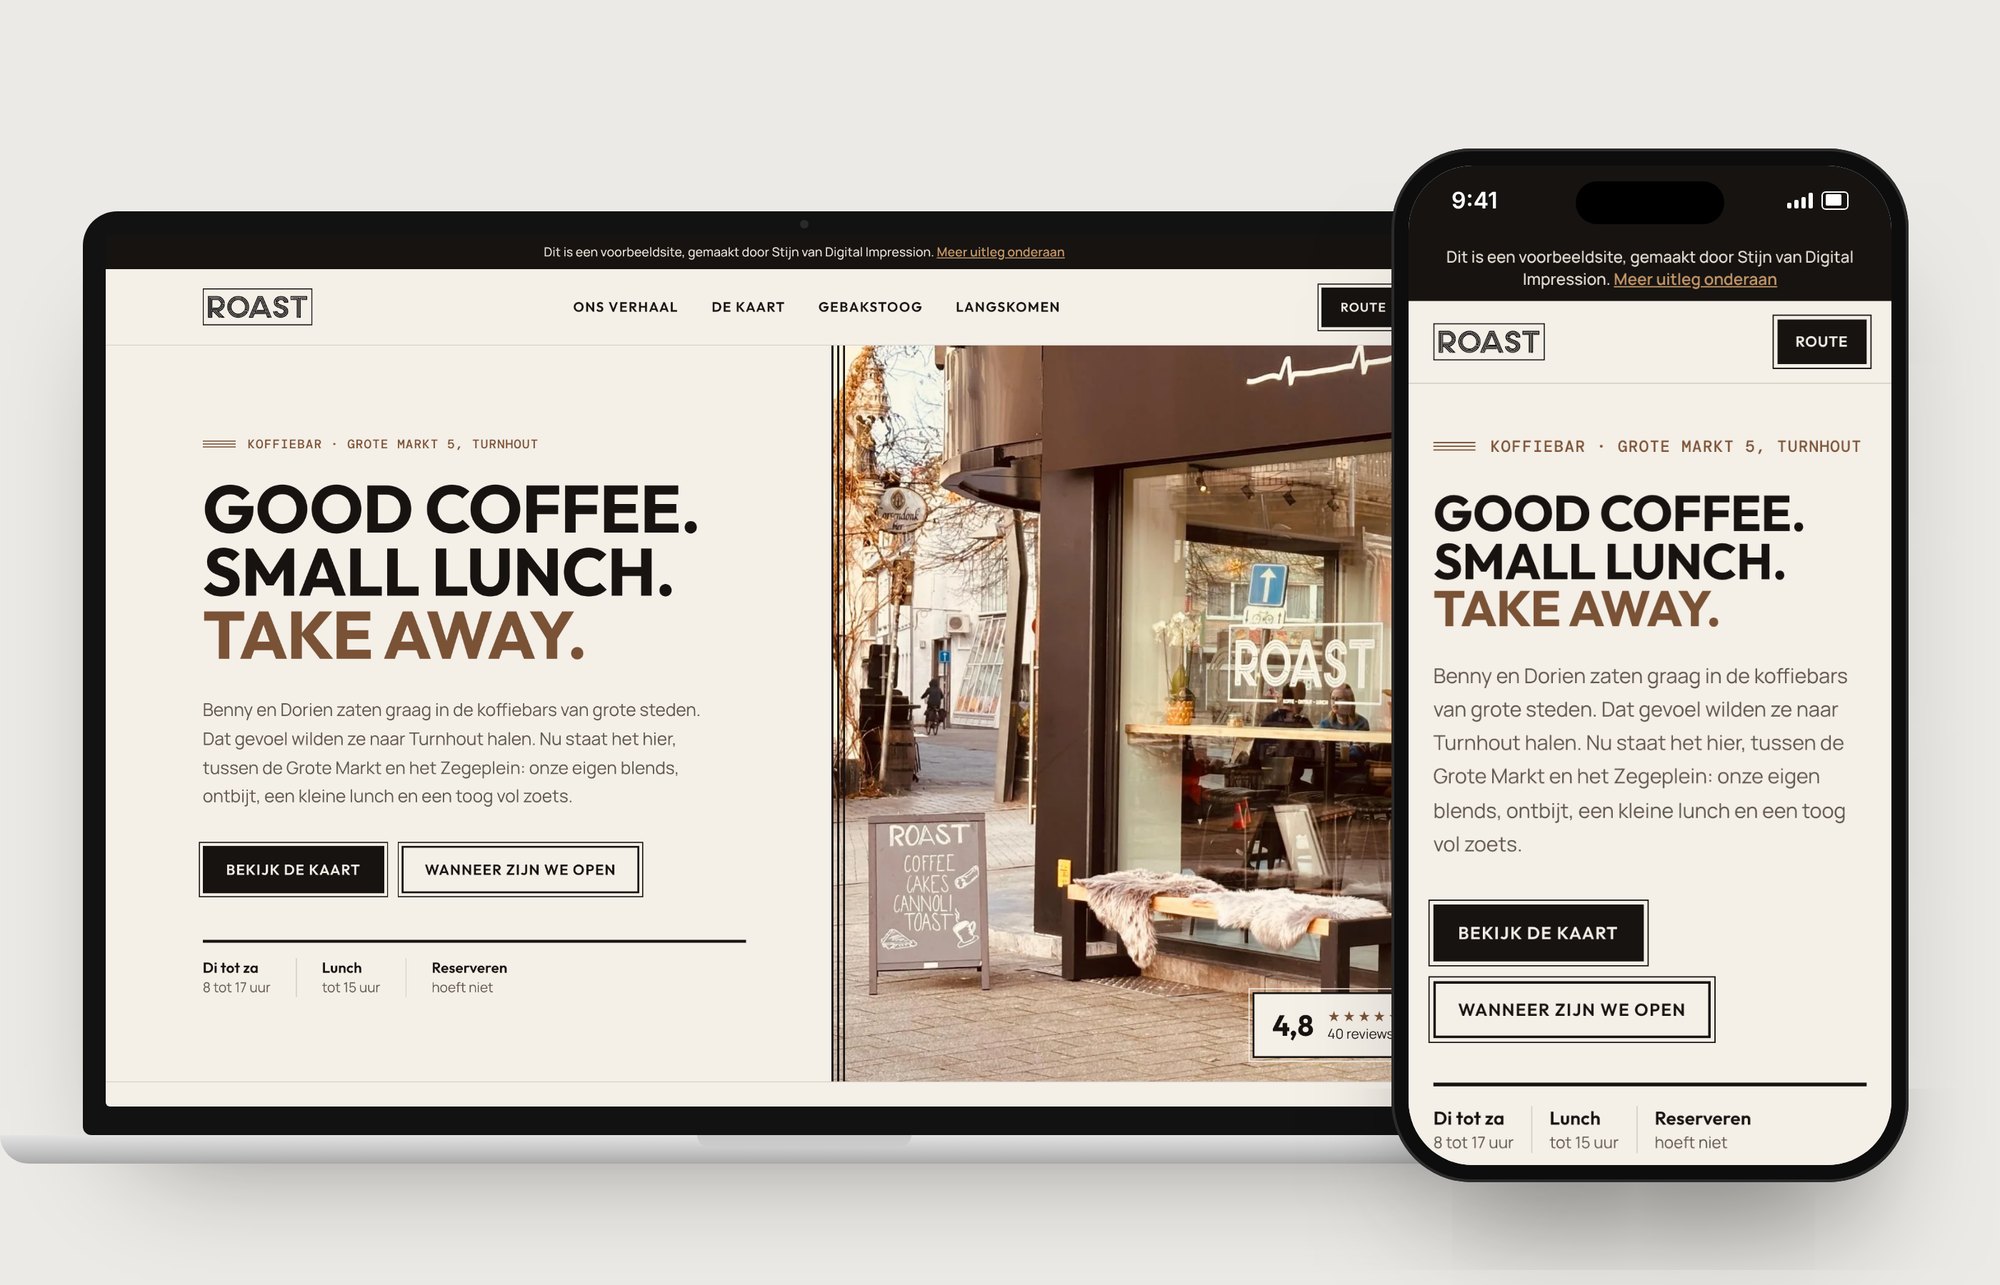 Dit is een voorbeeldsite, gemaakt door Stijn van Digital Impression. Meer uitleg onderaan
ROAST
ONS VERHAAL
DE KAART
GEBAKSTOOG
LANGSKOMEN
ROUTE
KOFFIEBAR · GROTE MARKT 5, TURNHOUT
GOOD COFFEE.
SMALL LUNCH.
TAKE AWAY.
Benny en Dorien zaten graag in de koffiebars van grote steden.
Dat gevoel wilden ze naar Turnhout halen. Nu staat het hier,
tussen de Grote Markt en het Zegeplein: onze eigen blends,
ontbijt, een kleine lunch en een toog vol zoets.
BEKIJK DE KAART
WANNEER ZIJN WE OPEN
Di tot za
8 tot 17 uur
Lunch
tot 15 uur
Reserveren
hoeft niet
ROAST
ROAST
COFFEE
CAKES
CANNOLI
TOAST
4,8
★★★★
40 reviews
9:41
Dit is een voorbeeldsite, gemaakt door Stijn van Digital
Impression. Meer uitleg onderaan
ROAST
ROUTE
KOFFIEBAR · GROTE MARKT 5, TURNHOUT
GOOD COFFEE.
SMALL LUNCH.
TAKE AWAY.
Benny en Dorien zaten graag in de koffiebars
van grote steden. Dat gevoel wilden ze naar
Turnhout halen. Nu staat het hier, tussen de
Grote Markt en het Zegeplein: onze eigen
blends, ontbijt, een kleine lunch en een toog
vol zoets.
BEKIJK DE KAART
WANNEER ZIJN WE OPEN
Di tot za
8 tot 17 uur
Lunch
tot 15 uur
Reserveren
hoeft niet